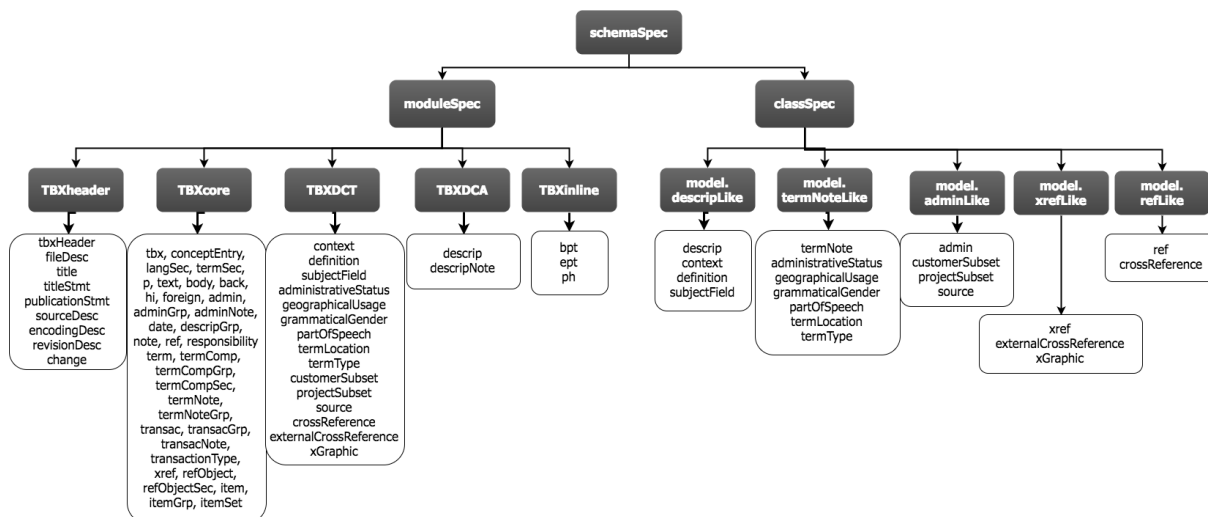 schemaSpec
moduleSpec
classSpec
TBXheader
TBXcore
TBXDCT
TBXDCA
TBXinline
model.
descripLike
model.
termNoteLike
model.
adminLike
model.
xrefLike
model.
refLike
tbxHeader
fileDesc
title
titleStmt
publicationStmt
sourceDesc
encodingDesc
revisionDesc
change
tbx, conceptEntry,
langSec, termSec,
p, text, body, back,
hi, foreign, admin,
adminGrp, adminNote,
date, descripGrp,
note, ref, responsibility
term, termComp,
termCompGrp,
termCompSec,
termNote,
termNoteGrp,
transac, transacGrp,
transacNote,
transactionType,
xref, refObject,
refObjectSec, item,
itemGrp, itemSet
context
definition
subjectField
administrativeStatus
geographicalUsage
grammaticalGender
partOfSpeech
termLocation
termType
customerSubset
projectSubset
source
crossReference
externalCrossReference
xGraphic
descrip
descripNote
bpt
ept
ph
descrip
context
definition
subjectField
termNote
administrativeStatus
geographicalUsage
grammaticalGender
partOfSpeech
termLocation
termType
admin
customerSubset
projectSubset
source
xref
externalCrossReference
xGraphic
ref
crossReference